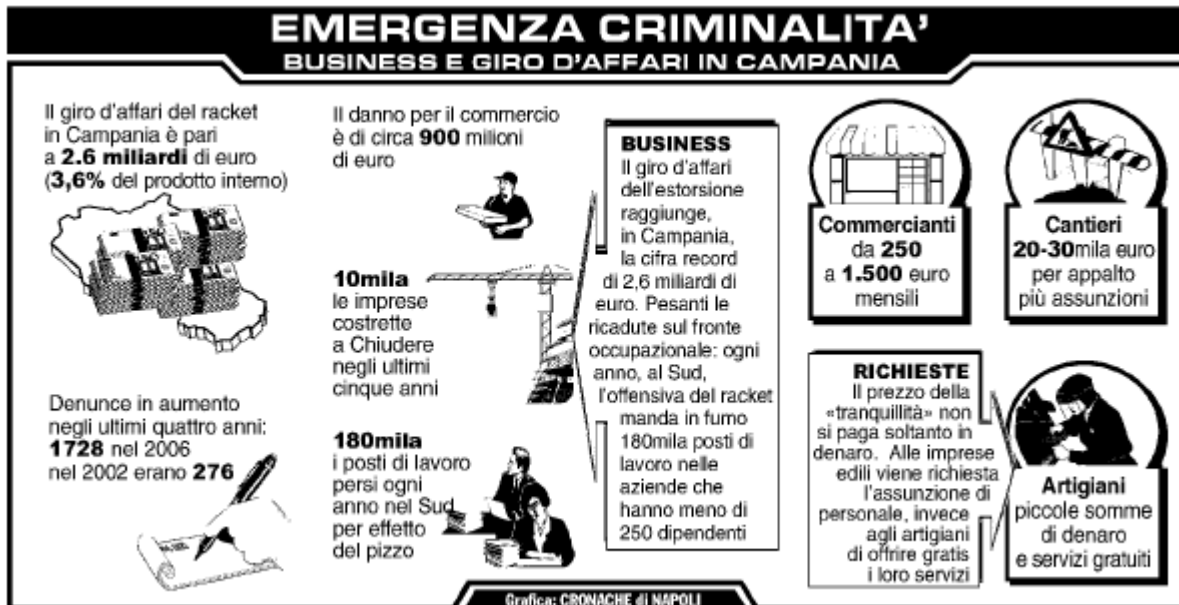 EMERGENZA CRIMINALITA'
BUSINESS E GIRO D'AFFARI IN CAMPANIA
Il giro d'affari del racket
in Campania è pari
a 2.6 miliardi di euro
(3,6% del prodotto interno)
Denunce in aumento
negli ultimi quattro anni:
1728 nel 2006
nel 2002 erano 276
Il danno per il commercio
è di circa 900 milioni
di euro
10mila
le imprese
costrette
a Chiudere
negli ultimi
cinque anni
180mila
i posti di lavoro
persi ogni
anno nel Sud
per effetto
del pizzo
BUSINESS
Il giro d'affari
dell'estorsione
raggiunge,
in Campania,
la cifra record
di 2,6 miliardi di
euro. Pesanti le
ricadute sul fronte
occupazionale: ogni
anno, al Sud,
l'offensiva del racket
manda in fumo
180mila posti di
lavoro nelle
aziende che
hanno meno di
250 dipendenti
Commercianti
da 250
a 1.500 euro
mensili
Cantieri
20-30mila euro
per appalto
più assunzioni
RICHIESTE
Il prezzo della
«tranquillità» non
si paga soltanto in
denaro. Alle imprese
edili viene richiesta
l'assunzione di
personale, invece
agli artigiani
di offrire gratis
i loro servizi
Artigiani
piccole somme
di denaro
e servizi gratuiti
Grafica: CRONACHE di NAPOLI